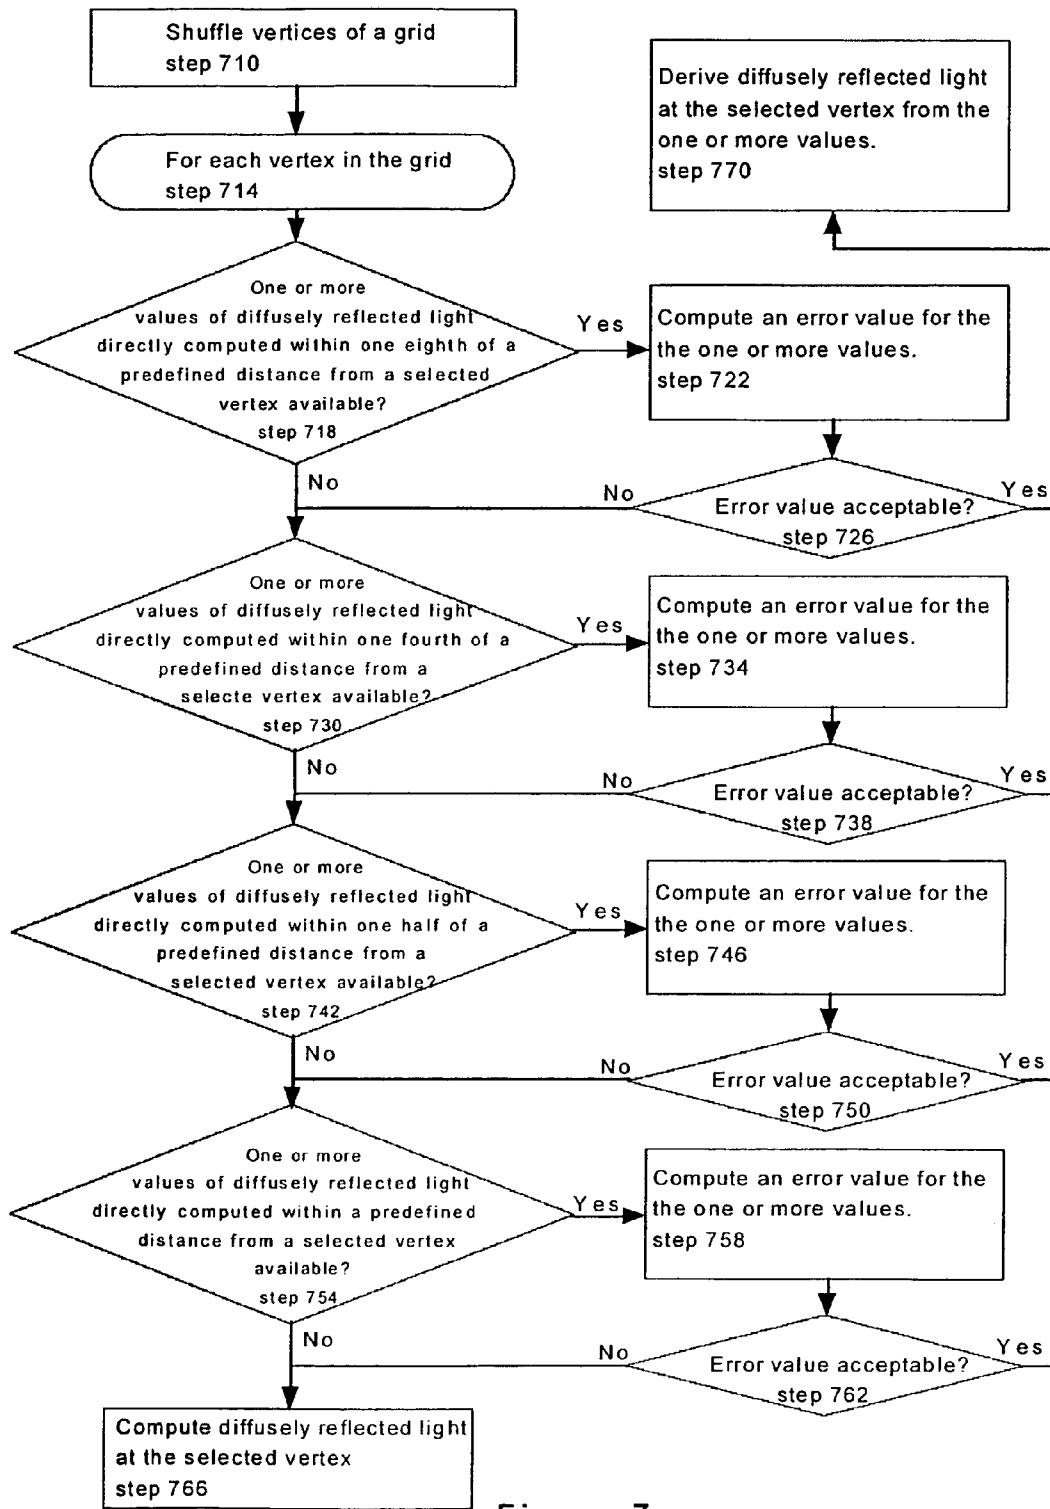 Shuffle vertices of a grid
step 710
For each vertex in the grid
step 714
Derive diffusely reflected light
at the selected vertex from the
one or more values.
step 770
One or more
values of diffusely reflected light
directly computed within one eighth of a
predefined distance from a selected
vertex available?
step 718
Yes
No
Compute an error value for the
the one or more values.
step 722
Error value acceptable?
step 726
No
Yes
One or more
values of diffusely reflected light
directly computed within one fourth of a
predefined distance from a
selecte vertex available?
step 730
Yes
No
Compute an error value for the
the one or more values.
step 734
Error value acceptable?
step 738
No
Yes
One or more
values of diffusely reflected light
directly computed within one half of a
predefined distance from a
selected vertex available?
step 742
Yes
No
Compute an error value for the
the one or more values.
step 746
Error value acceptable?
step 750
No
Yes
One or more
values of diffusely reflected light
directly computed within a predefined
distance from a selected vertex
available?
step 754
Yes
No
Compute an error value for the
the one or more values.
step 758
Error value acceptable?
step 762
No
Yes
Compute diffusely reflected light
at the selected vertex
step 766